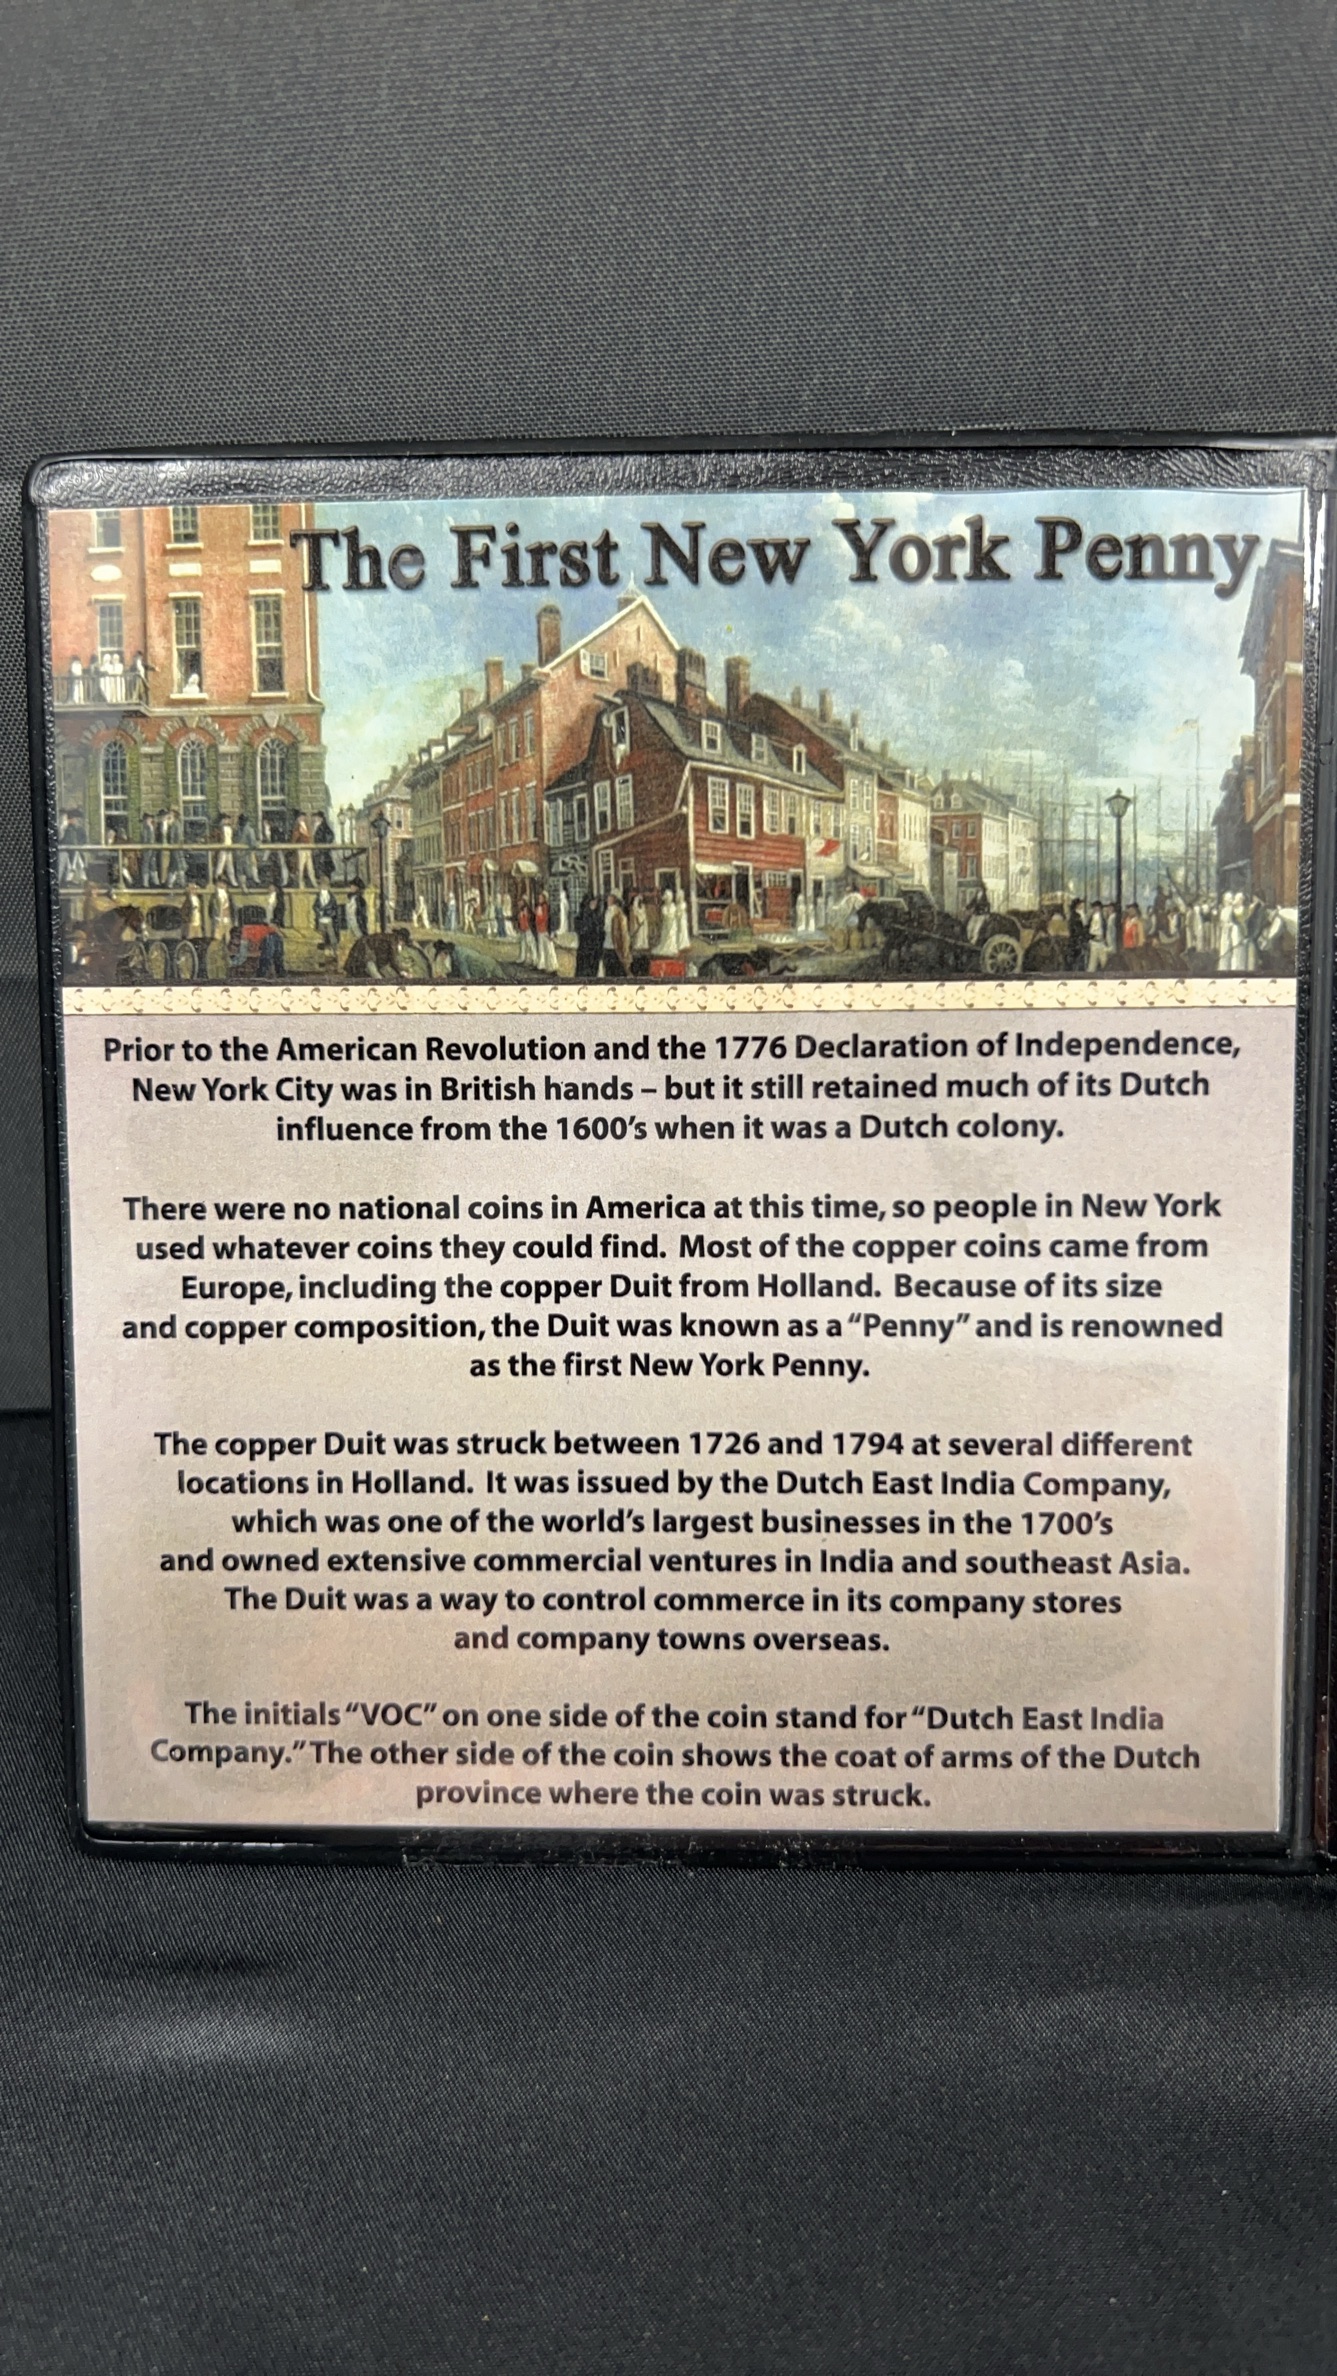 The First New York Penny
Prior to the American Revolution and the 1776 Declaration of Independence,
New York City was in British hands – but it still retained much of its Dutch
influence from the 1600's when it was a Dutch colony.
There were no national coins in America at this time, so people in New York
used whatever coins they could find. Most of the copper coins came from
Europe, including the copper Duit from Holland. Because of its size
and copper composition, the Duit was known as a “Penny” and is renowned
as the first New York Penny.
The copper Duit was struck between 1726 and 1794 at several different
locations in Holland. It was issued by the Dutch East India Company,
which was one of the world's largest businesses in the 1700's
and owned extensive commercial ventures in India and southeast Asia.
The Duit was a way to control commerce in its company stores
and company towns overseas.
The initials “VOC” on one side of the coin stand for “Dutch East India
Company.” The other side of the coin shows the coat of arms of the Dutch
province where the coin was struck.